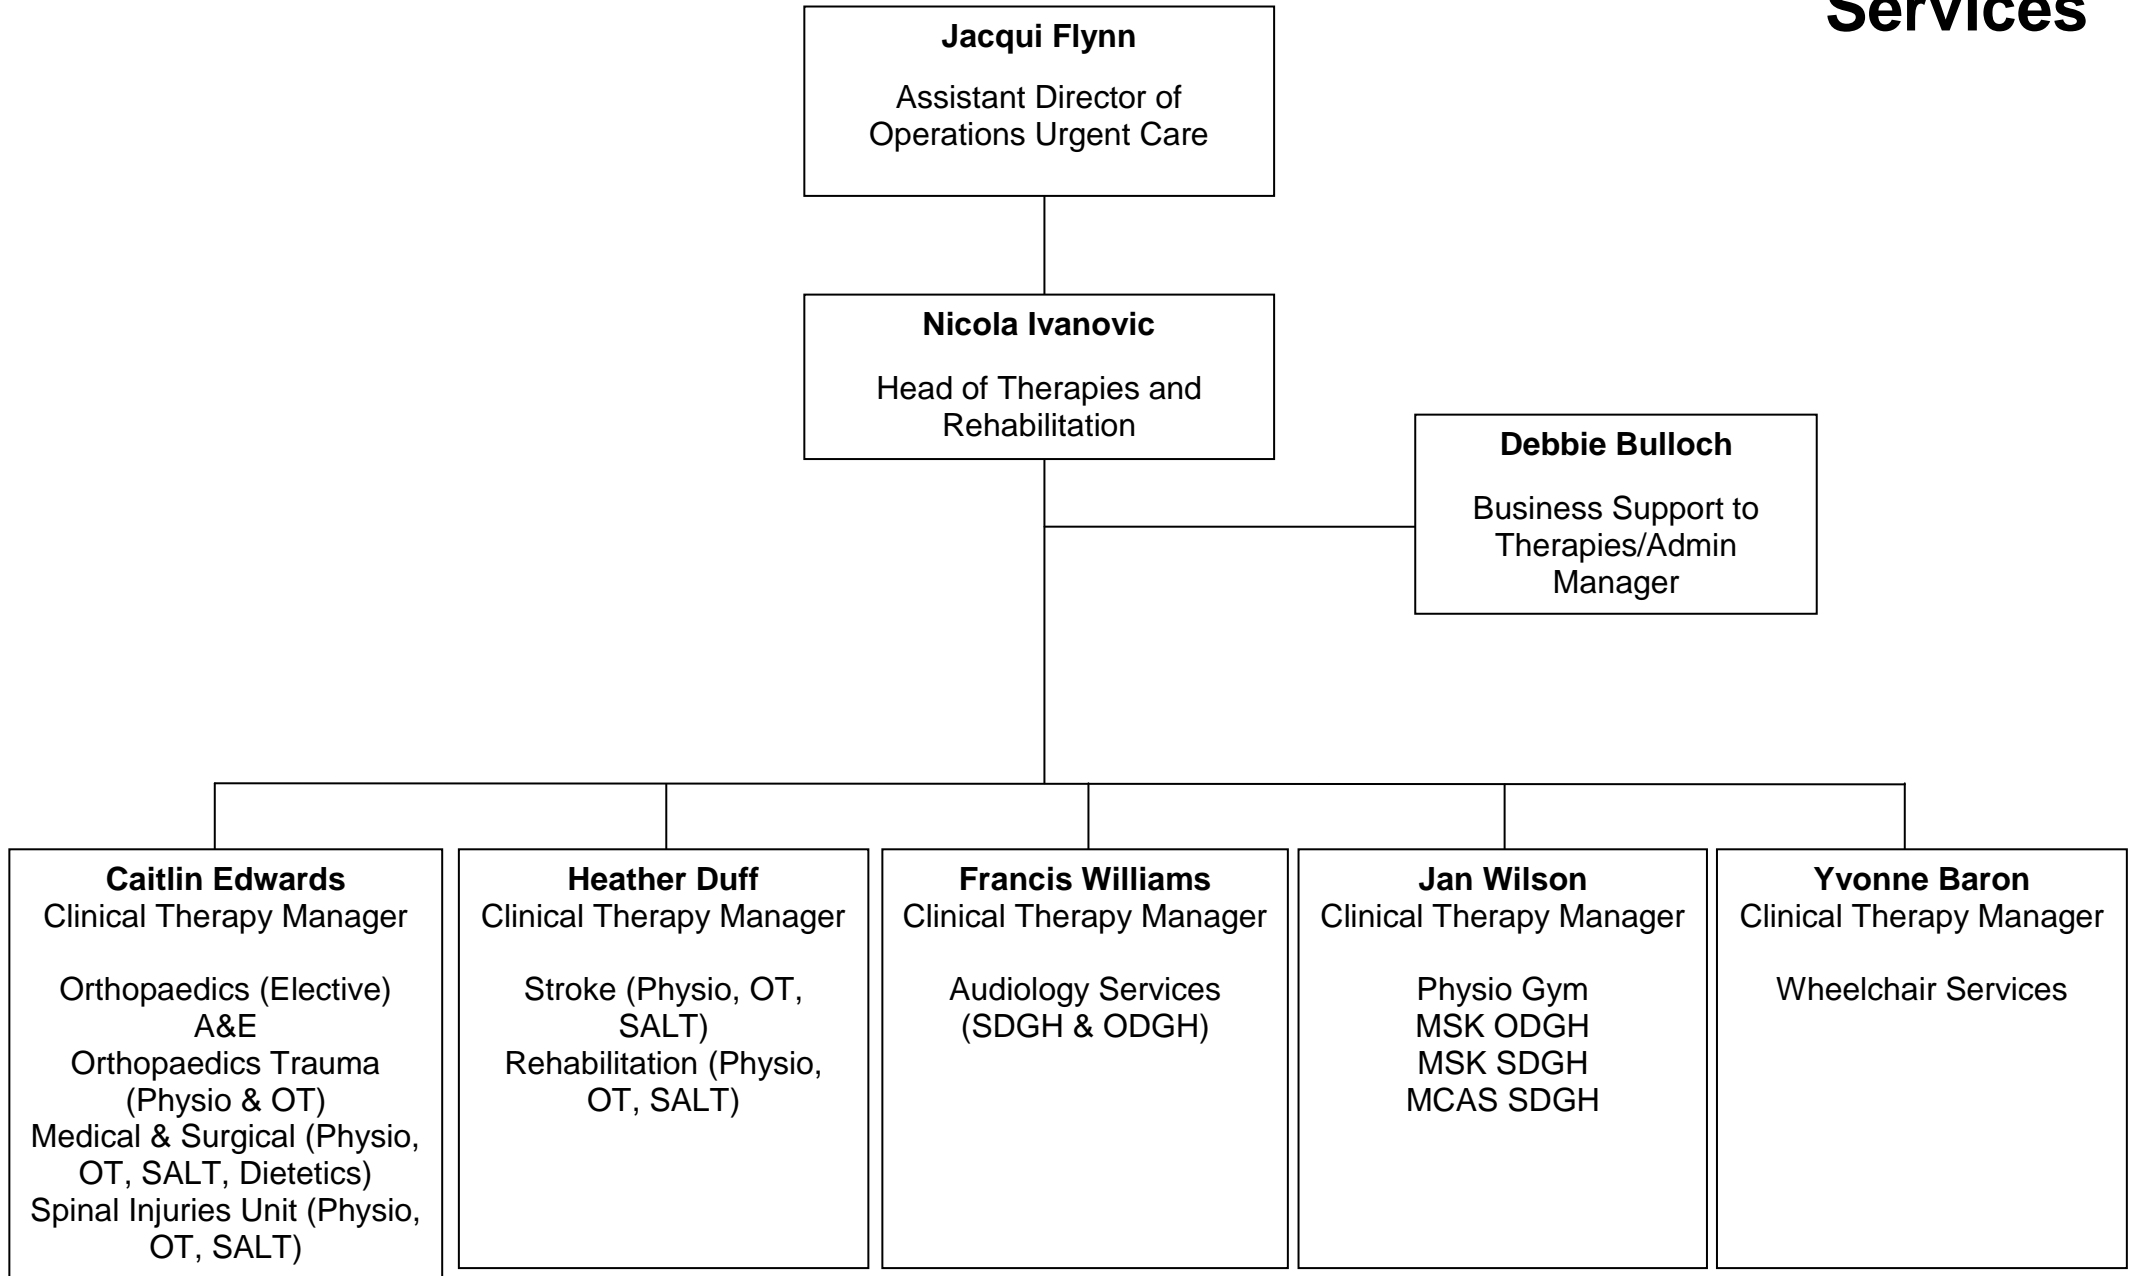 Services
Jacqui Flynn
Assistant Director of
Operations Urgent Care
Nicola Ivanovic
Head of Therapies and
Rehabilitation
Debbie Bulloch
Business Support to
Therapies/Admin
Manager
Caitlin Edwards
Clinical Therapy Manager
Orthopaedics (Elective)
A&E
Orthopaedics Trauma
(Physio & OT)
Medical & Surgical (Physio,
OT, SALT, Dietetics)
Spinal Injuries Unit (Physio,
OT, SALT)
Heather Duff
Clinical Therapy Manager
Stroke (Physio, OT,
SALT)
Rehabilitation (Physio,
OT, SALT)
Francis Williams
Clinical Therapy Manager
Audiology Services
(SDGH & ODGH)
Jan Wilson
Clinical Therapy Manager
Physio Gym
MSK ODGH
MSK SDGH
MCAS SDGH
Yvonne Baron
Clinical Therapy Manager
Wheelchair Services